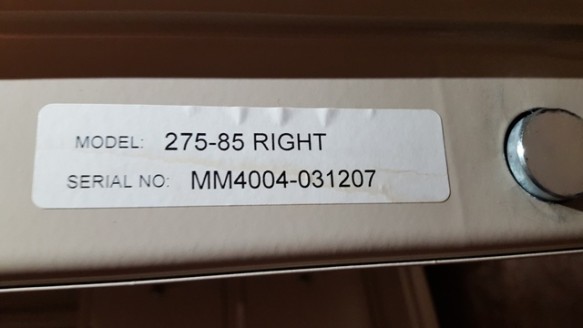 MODEL: 275-85 RIGHT
SERIAL NO: MM4004-031207